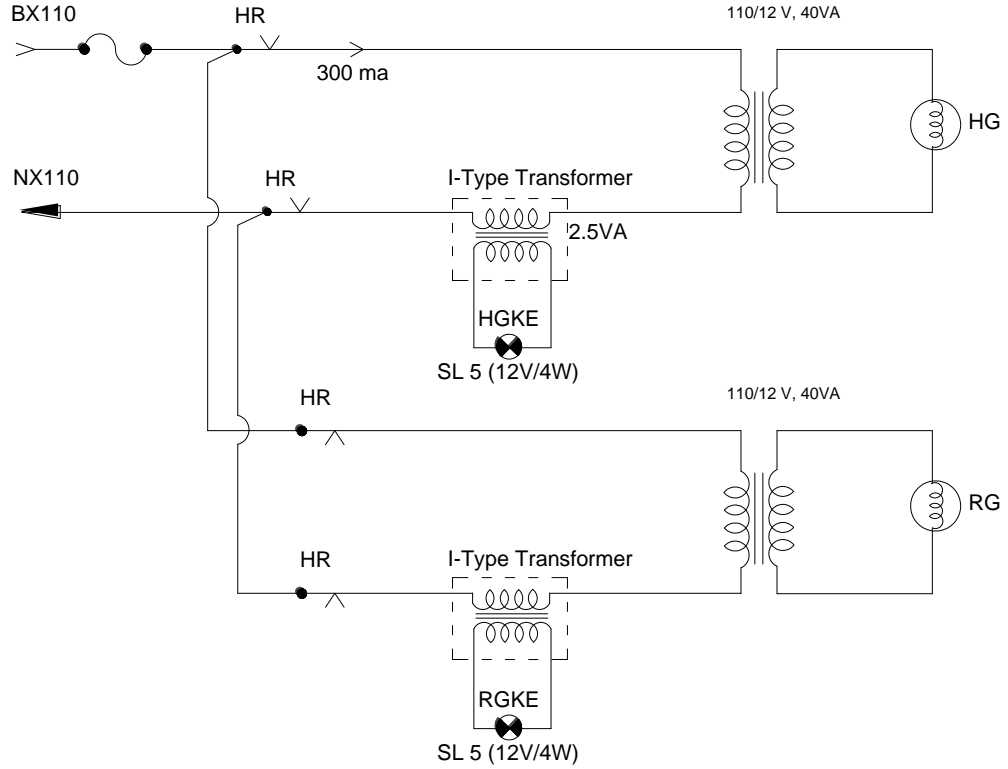 BX110
HR
110/12 V, 40VA
300 ma
HG
NX110
HR
I-Type Transformer
2.5VA
HGKE
SL 5 (12V/4W)
HR
110/12 V, 40VA
RG
HR
I-Type Transformer
RGKE
SL 5 (12V/4W)